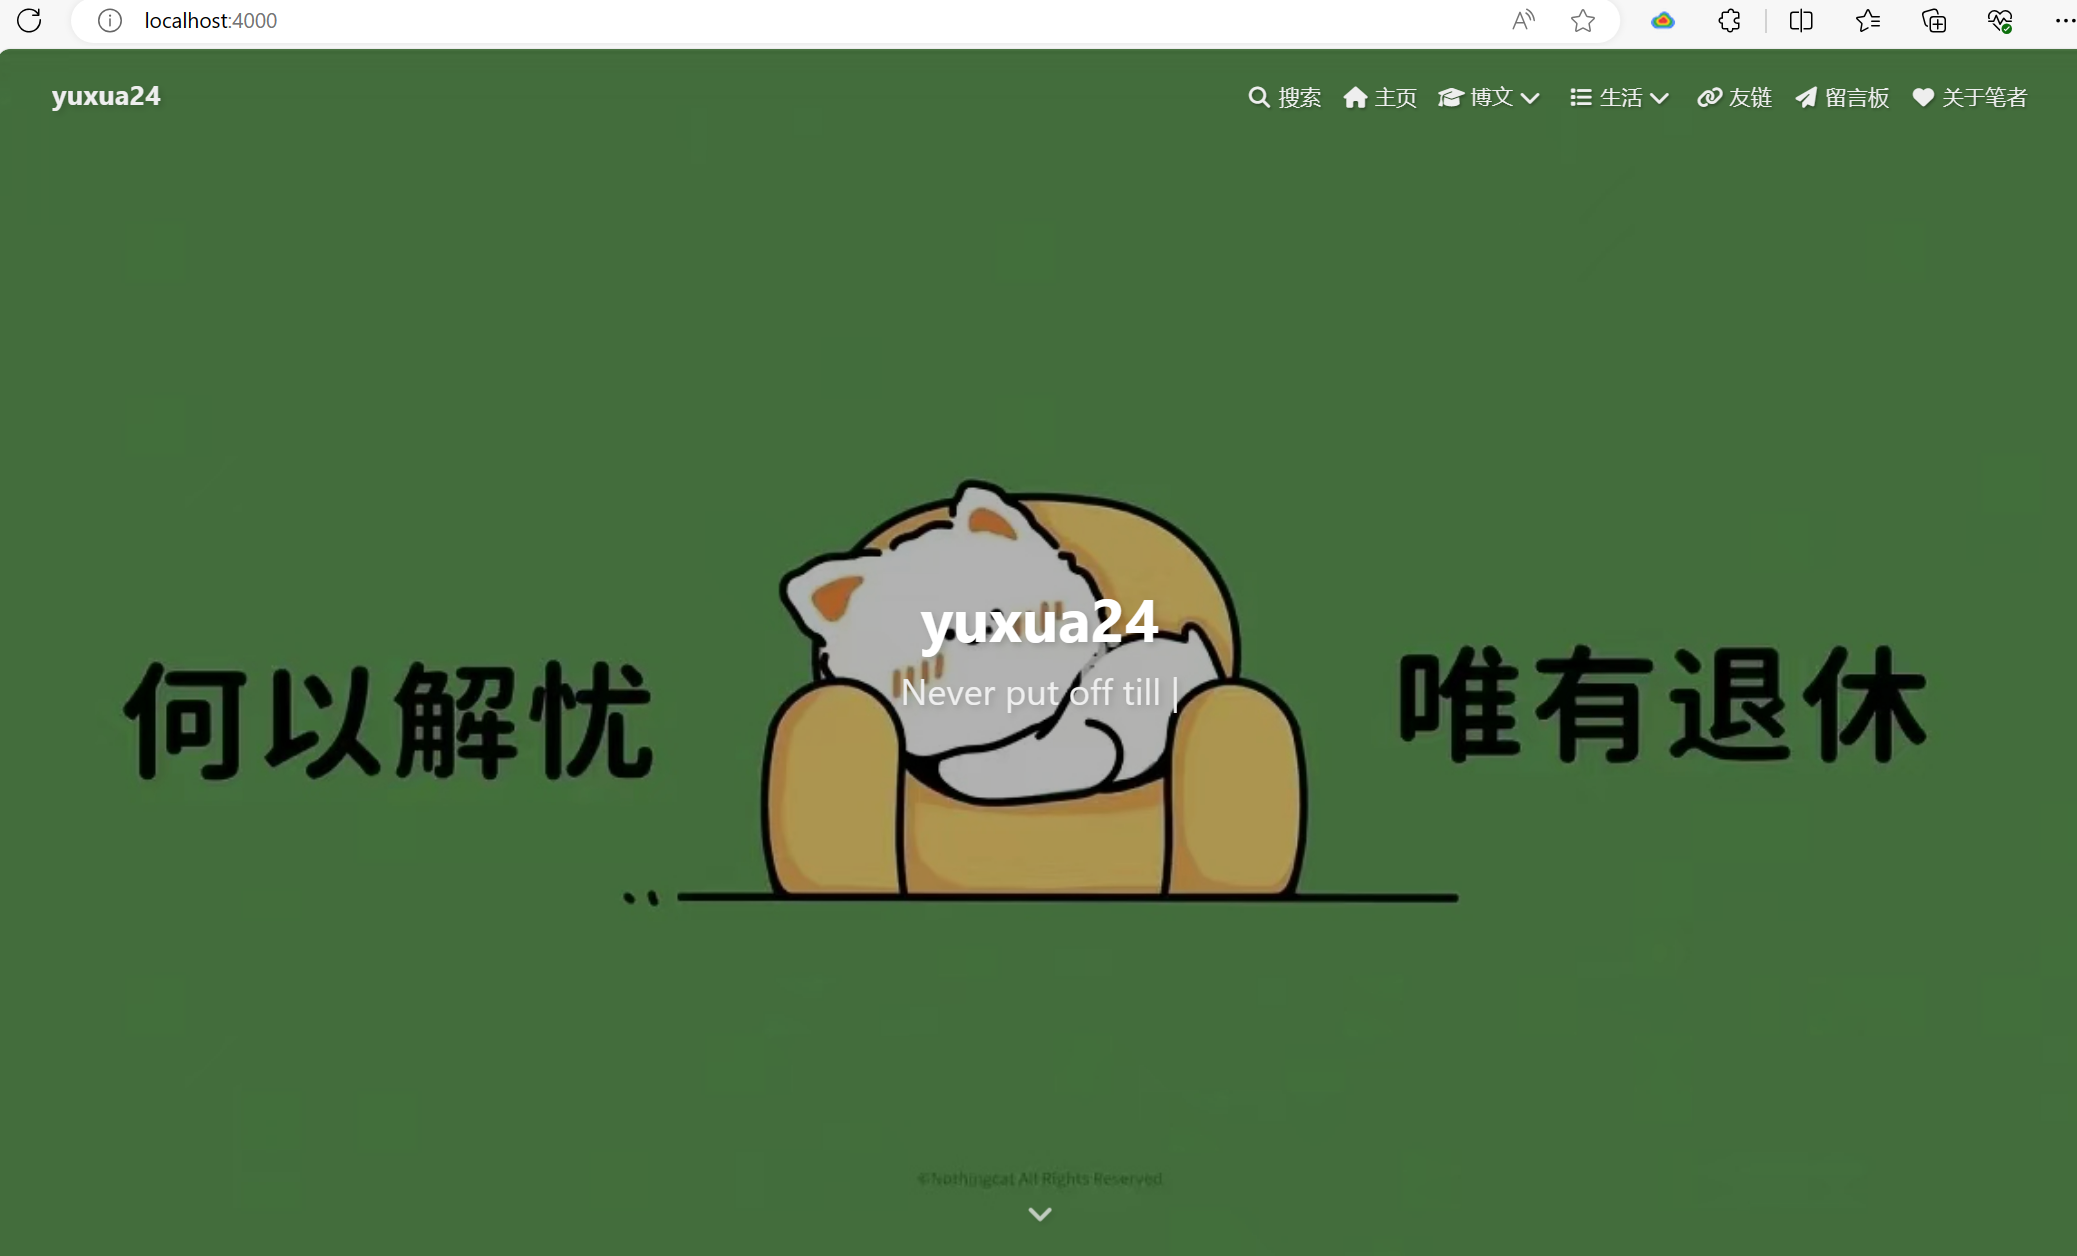 localhost:4000
yuxua24
搜索 主页 博文 生活 友链 留言板 关于笔者
yuxua24
Never put off till |
何以解忧
唯有退休
©Nothingcat All Rights Reserved